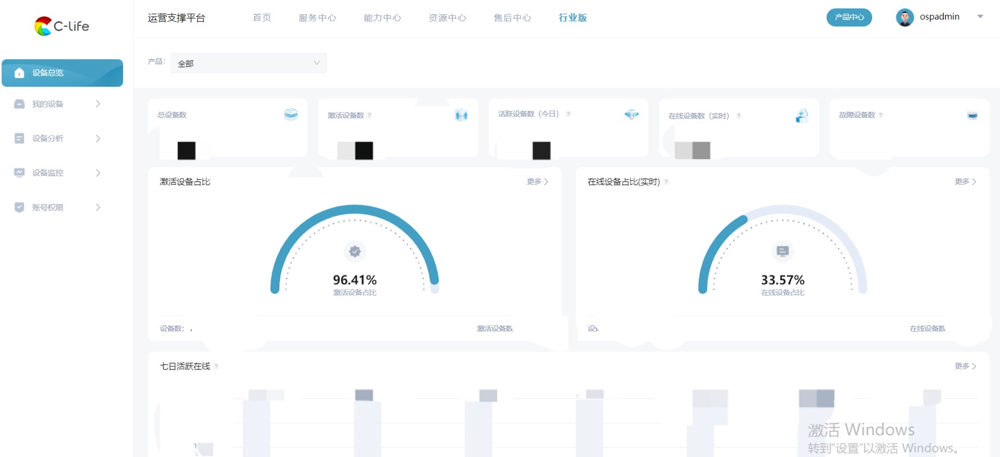 C-life
运营支撑平台
首页
服务中心
能力中心
资源中心
售后中心
行业版
产品中心
ospadmin
设备总览
我的设备
设备分析
设备监控
账号权限
产品:
全部
总设备数
激活设备数 ?
活跃设备数（今日） ?
在线设备数（实时） ?
故障设备数 ?
激活设备占比
更多
96.41%
激活设备占比
设备数:
激活设备数
在线设备占比(实时) ?
更多
33.57%
在线设备占比
设
在线设备数
七日活跃在线 ?
更多
激活 Windows
转到“设置”以激活 Windows。